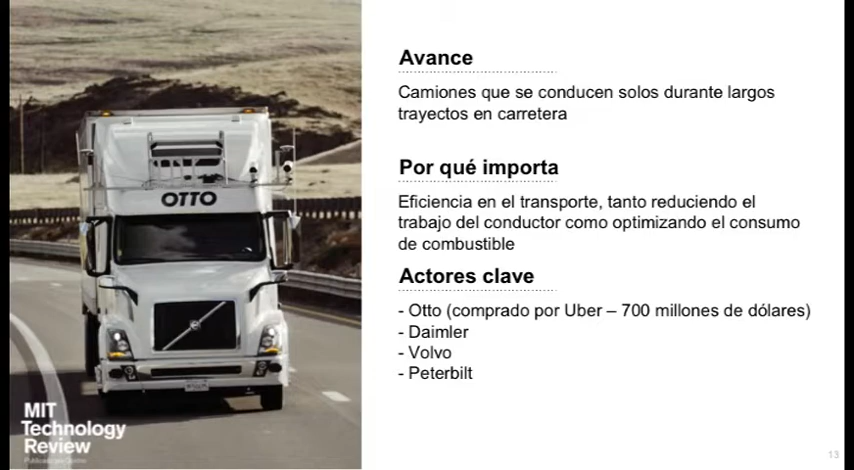 OTTO
MIT
Technology
Review
Avance
Camiones que se conducen solos durante largos
trayectos en carretera
Por qué importa
Eficiencia en el transporte, tanto reduciendo el
trabajo del conductor como optimizando el consumo
de combustible
Actores clave
- Otto (comprado por Uber – 700 millones de dólares)
- Daimler
- Volvo
- Peterbilt
13